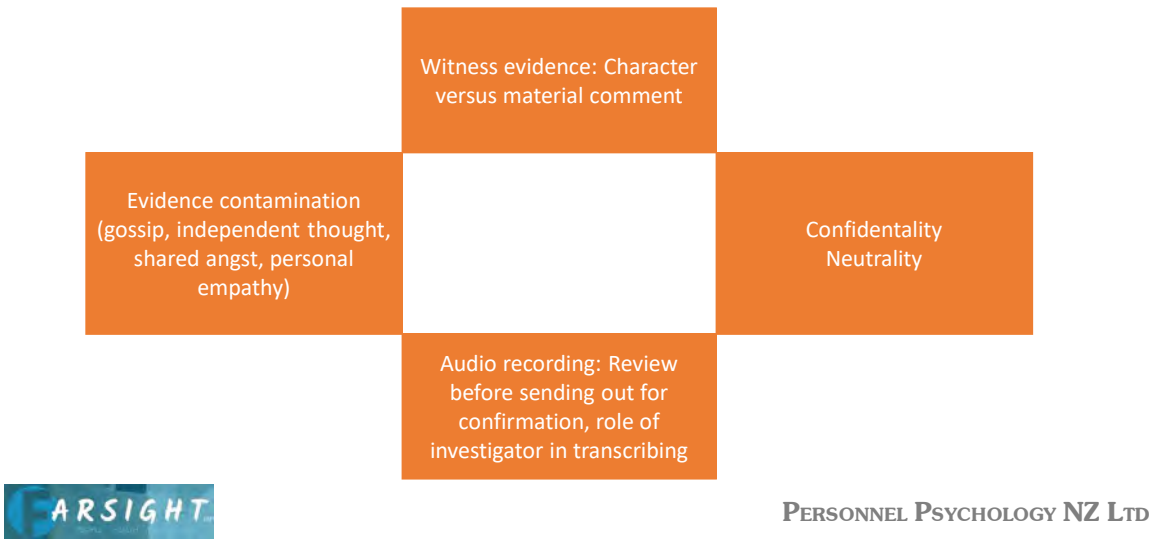 Witness evidence: Character
versus material comment
Evidence contamination
(gossip, independent thought,
shared angst, personal
empathy)
Confidentality
Neutrality
Audio recording: Review
before sending out for
confirmation, role of
investigator in transcribing
FARSIGHT
PERSONNEL PSYCHOLOGY NZ LTD